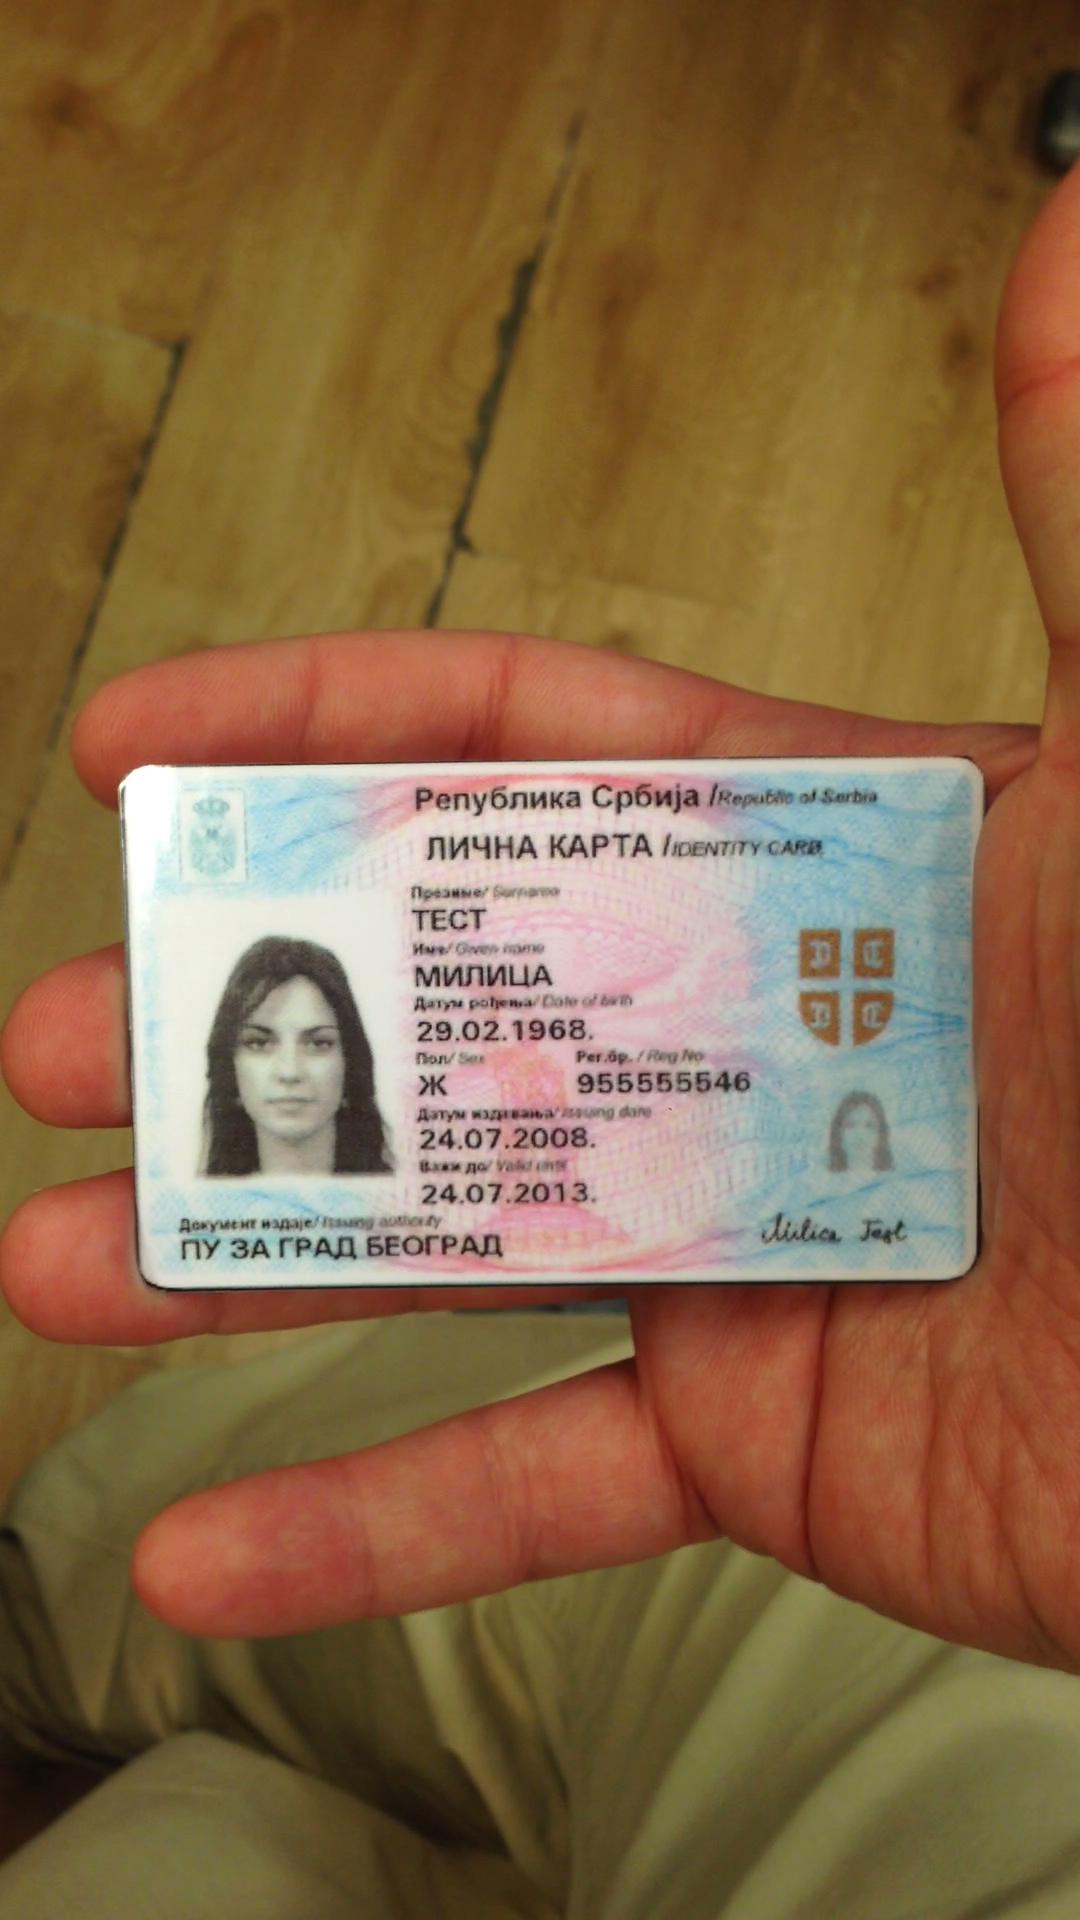 Република Србија /Republic of Serbia
ЛИЧНА КАРТА /IDENTITY CARD
Презиме/ Surname
ТЕСТ
Име/ Given name
МИЛИЦА
Датум рођења/ Date of birth
29.02.1968.
Пол/ Sex Рег.бр. / Reg No
Ж 955555546
Датум издавања/ Issuing date
24.07.2008.
Важи до/ Valid until
24.07.2013.
Документ издаје/ Issuing authority
ПУ ЗА ГРАД БЕОГРАД
Milica Test